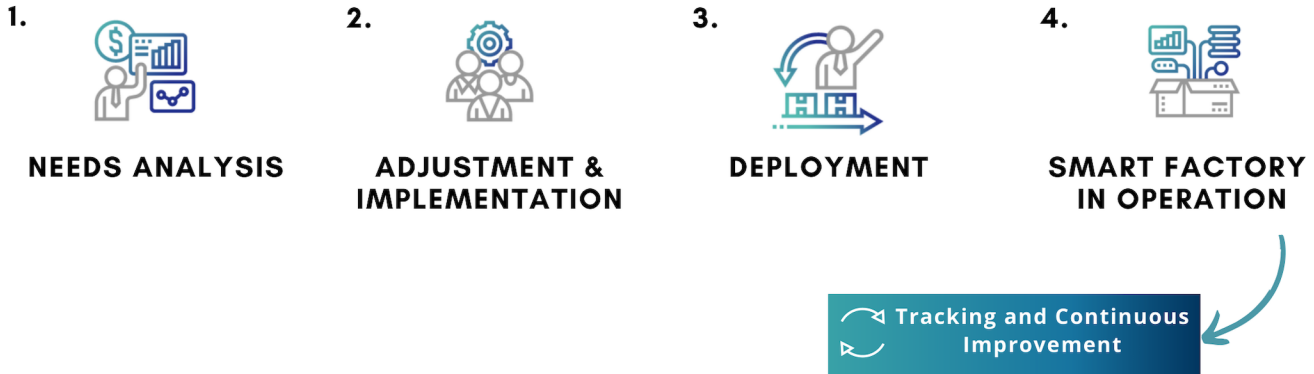 1.
NEEDS ANALYSIS
2.
ADJUSTMENT &
IMPLEMENTATION
3.
DEPLOYMENT
4.
SMART FACTORY
IN OPERATION
Tracking and Continuous
Improvement